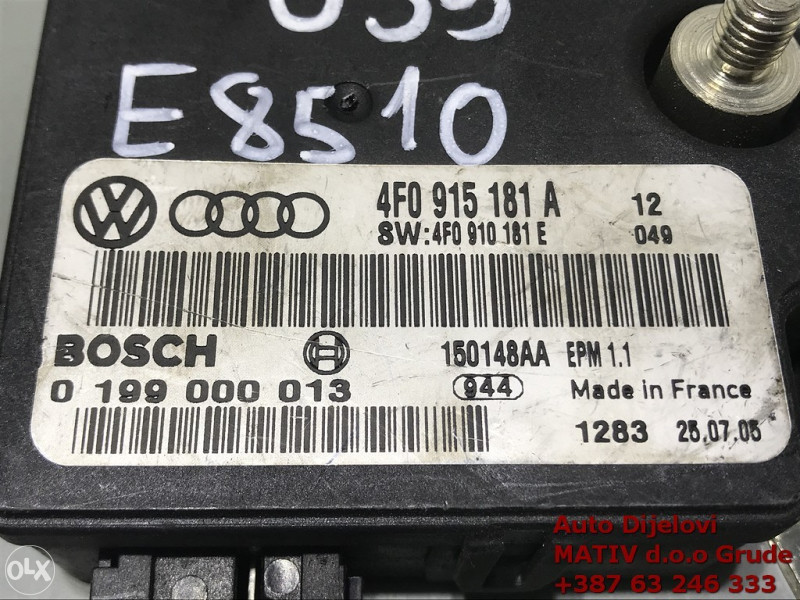 039
E8510
4F0 915 181 A 12
SW:4F0 910 181 E 049
BOSCH 150148AA EPM 1.1
0 199 000 013 944 Made in France
1283 25.07.05
Auto Dijelovi
MATIV d.o.o Grude
+387 63 246 333
OLX